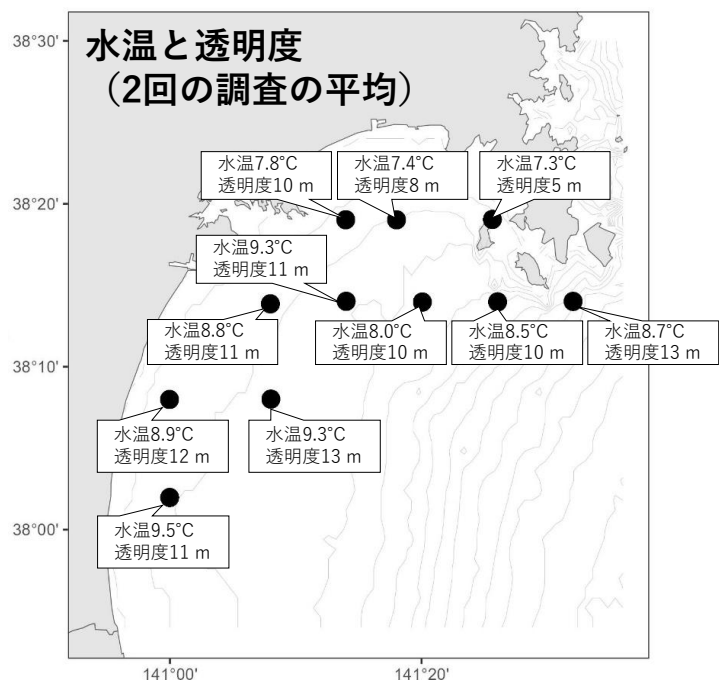 水温と透明度
（2回の調査の平均）
38°30'
38°20'
38°10'
38°00'
水温7.8°C
透明度10 m
水温7.4°C
透明度8 m
水温7.3°C
透明度5 m
水温9.3°C
透明度11 m
水温8.8°C
透明度11 m
水温8.0°C
透明度10 m
水温8.5°C
透明度10 m
水温8.7°C
透明度13 m
水温8.9°C
透明度12 m
水温9.3°C
透明度13 m
水温9.5°C
透明度11 m
141°00'
141°20'